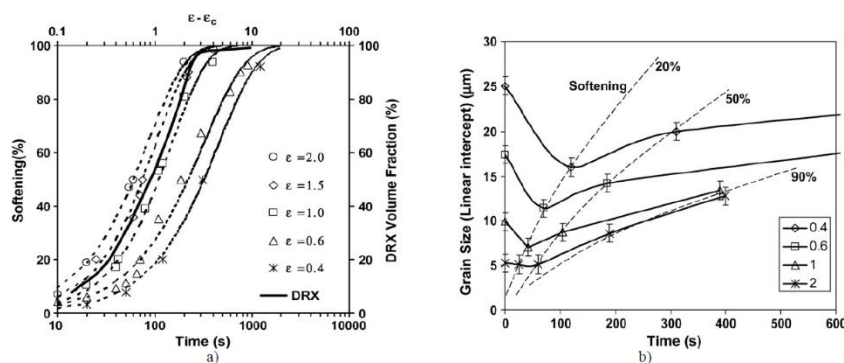 ε - εc
0.1 1 10 100
100 100
80 80
60 60
40 40
20 20
0 0
Softening(%)
DRX Volume Fraction (%)
ε =2.0
ε =1.5
ε =1.0
ε =0.6
ε =0.4
DRX
10 100 1000 10000
Time (s)
a)
30
25
20
15
10
5
0
Grain Size (Linear intercept) (µm)
Softening
20%
50%
90%
0.4
0.6
1
2
0 100 200 300 400 500 600
Time (s)
b)